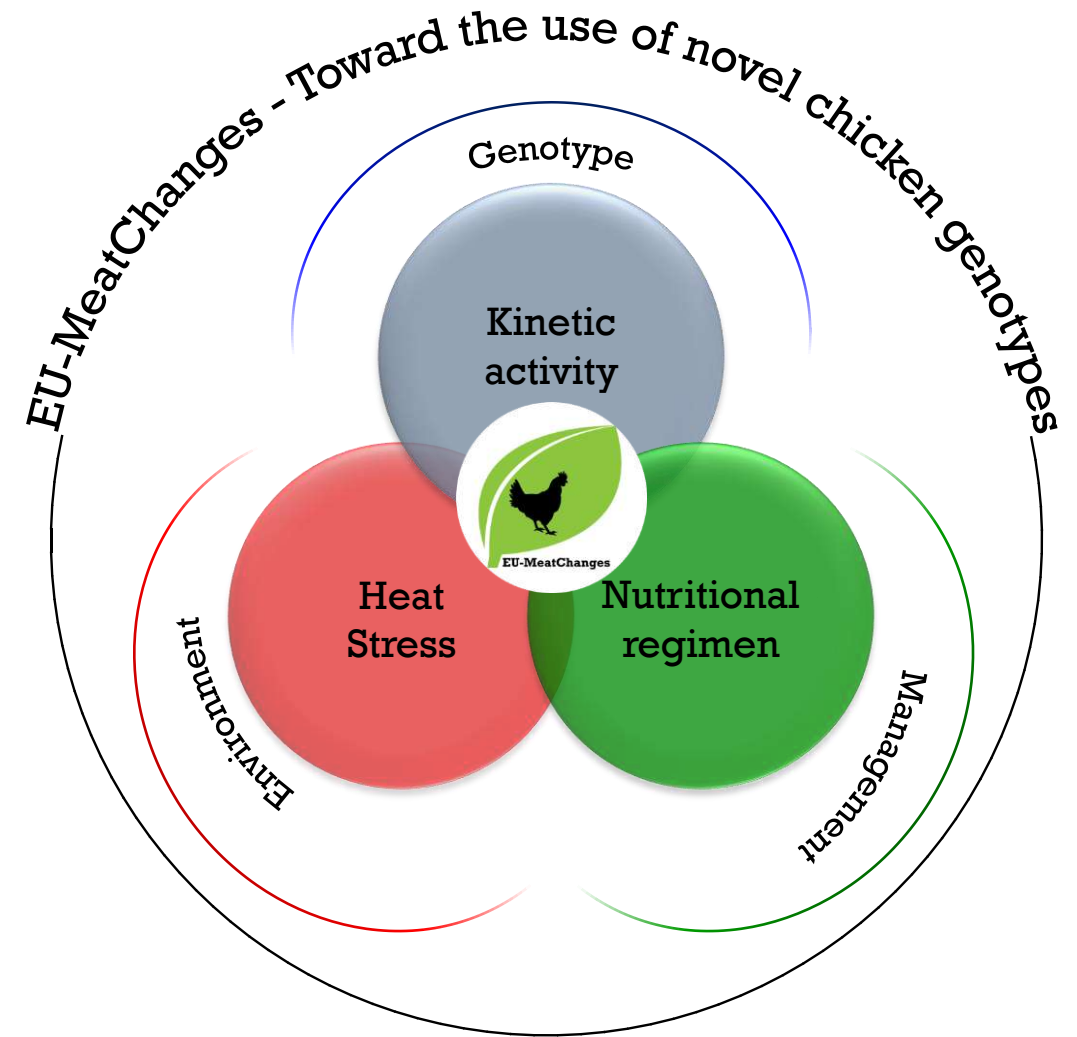 EU-MeatChanges - Toward the use of novel chicken genotypes
Genotype
Kinetic
activity
EU-MeatChanges
Heat
Stress
Nutritional
regimen
Environment
Management